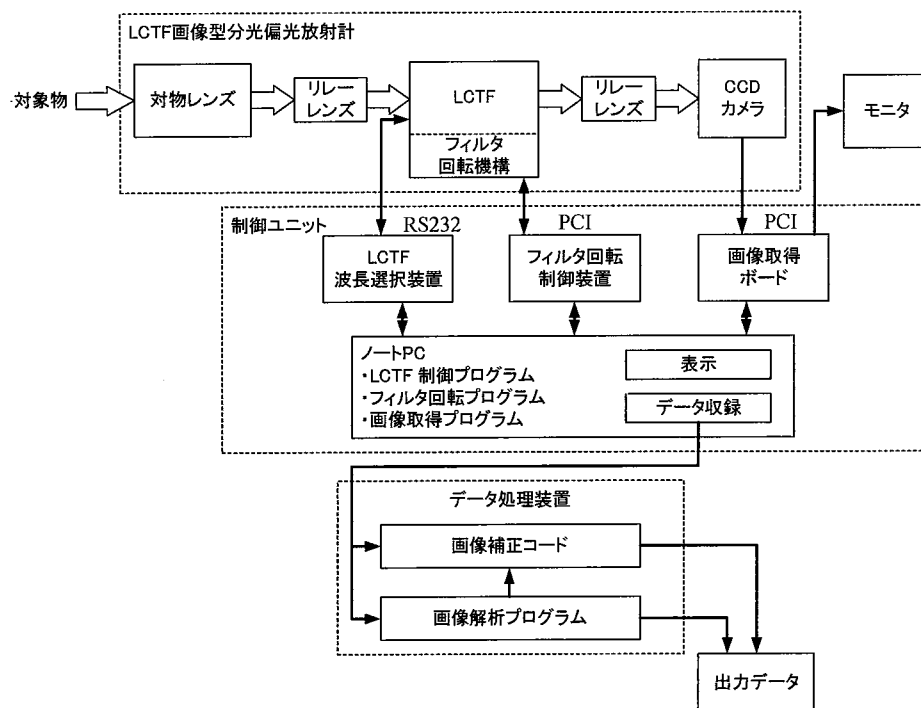 LCTF画像型分光偏光放射計
対象物
対物レンズ
リレー
レンズ
LCTF
フィルタ
回転機構
リレー
レンズ
CCD
カメラ
モニタ
制御ユニット
RS232
PCI
PCI
LCTF
波長選択装置
フィルタ回転
制御装置
画像取得
ボード
ノートPC
・LCTF 制御プログラム
・フィルタ回転プログラム
・画像取得プログラム
表示
データ収録
データ処理装置
画像補正コード
画像解析プログラム
出力データ